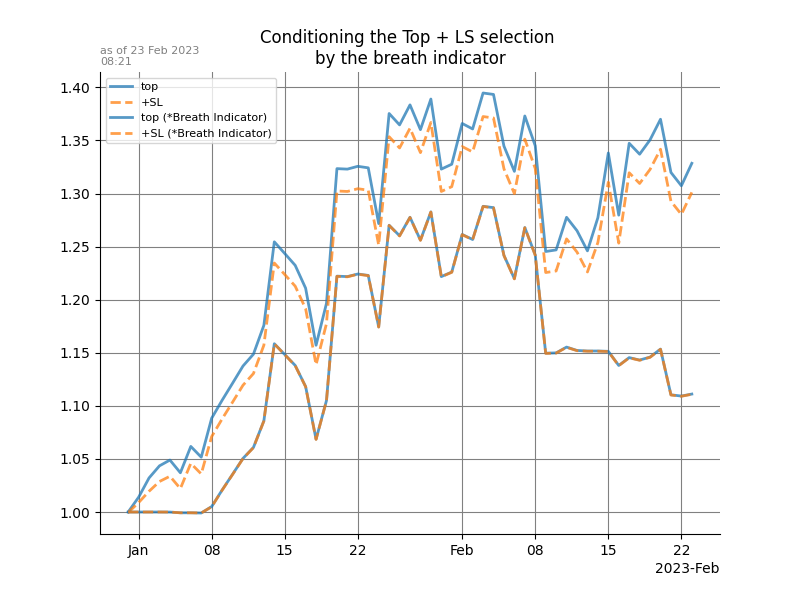 Conditioning the Top + LS selection
by the breath indicator
as of 23 Feb 2023
08:21
top
+SL
top (*Breath Indicator)
+SL (*Breath Indicator)
1.40
1.35
1.30
1.25
1.20
1.15
1.10
1.05
1.00
Jan 08 15 22 Feb 08 15 22
2023-Feb